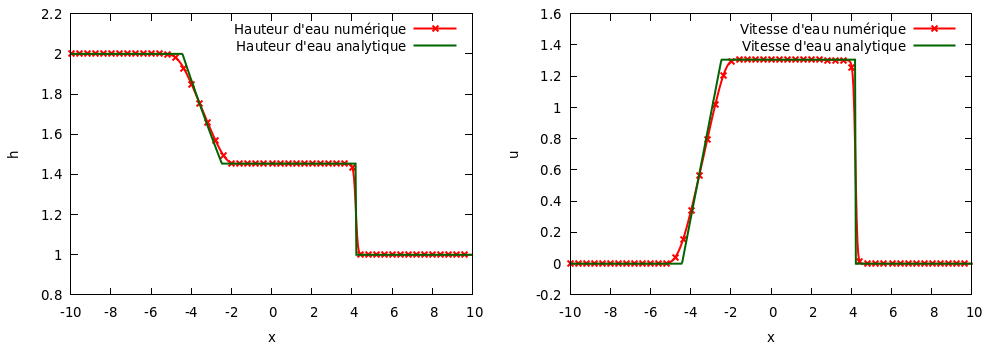 Hauteur d'eau numérique
Hauteur d'eau analytique
h
2.2
2
1.8
1.6
1.4
1.2
1
0.8
-10 -8 -6 -4 -2 0 2 4 6 8 10
x
Vitesse d'eau numérique
Vitesse d'eau analytique
u
1.6
1.4
1.2
1
0.8
0.6
0.4
0.2
0
-0.2
-10 -8 -6 -4 -2 0 2 4 6 8 10
x